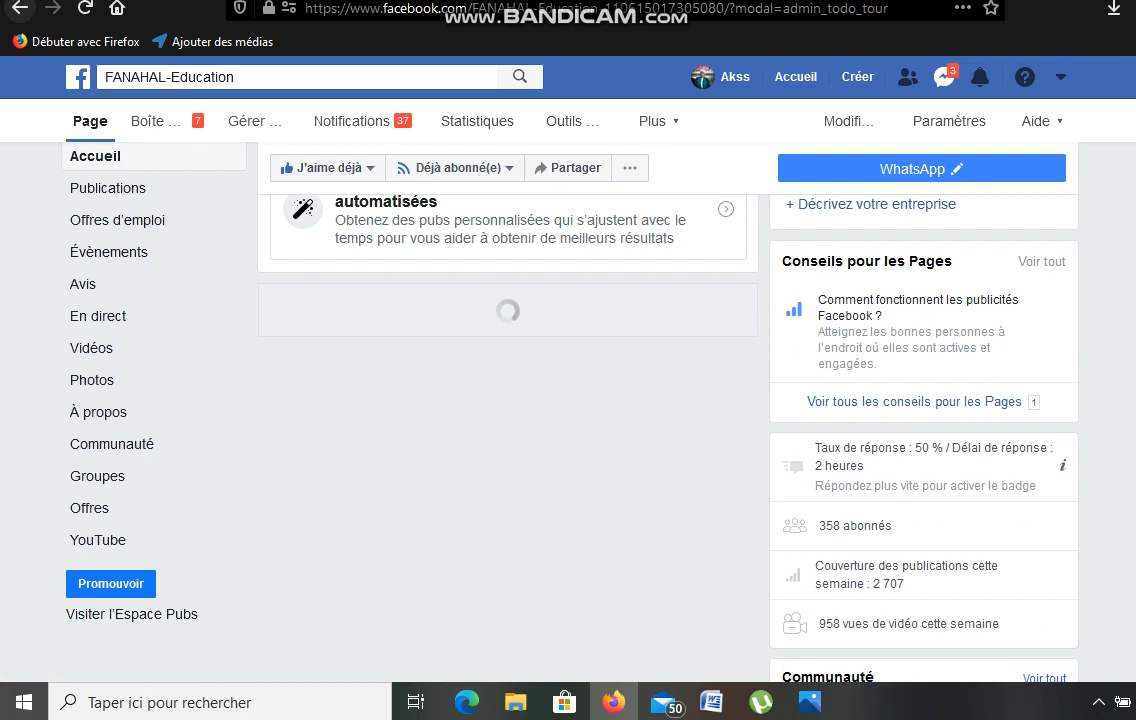 https://www.facebook.com/FANAHAL-Education-110615017305080/?modal=admin_todo_tour
www.BANDICAM.com
Débuter avec Firefox
Ajouter des médias
FANAHAL-Education
Akss
Accueil
Créer
3
Page
Boîte ...
7
Gérer ...
Notifications
37
Statistiques
Outils ...
Plus
Modifi...
Paramètres
Aide
Accueil
Publications
Offres d’emploi
Évènements
Avis
En direct
Vidéos
Photos
À propos
Communauté
Groupes
Offres
YouTube
Promouvoir
Visiter l’Espace Pubs
J’aime déjà
Déjà abonné(e)
Partager
WhatsApp
automatisées
Obtenez des pubs personnalisées qui s’ajustent avec le
temps pour vous aider à obtenir de meilleurs résultats
+ Décrivez votre entreprise
Conseils pour les Pages
Voir tout
Comment fonctionnent les publicités
Facebook ?
Atteignez les bonnes personnes à
l’endroit où elles sont actives et
engagées.
Voir tous les conseils pour les Pages
1
Taux de réponse : 50 % / Délai de réponse :
2 heures
Répondez plus vite pour activer le badge
358 abonnés
Couverture des publications cette
semaine : 2 707
958 vues de vidéo cette semaine
Communauté
Voir tout
Taper ici pour rechercher
50